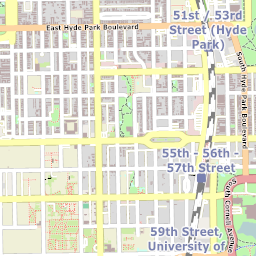 51st / 53rd
Street (Hyde
Park)
East Hyde Park Boulevard
South Hyde Park Boulevard
55th - 56th -
57th Street
South Cornell Avenue
59th Street,
University of